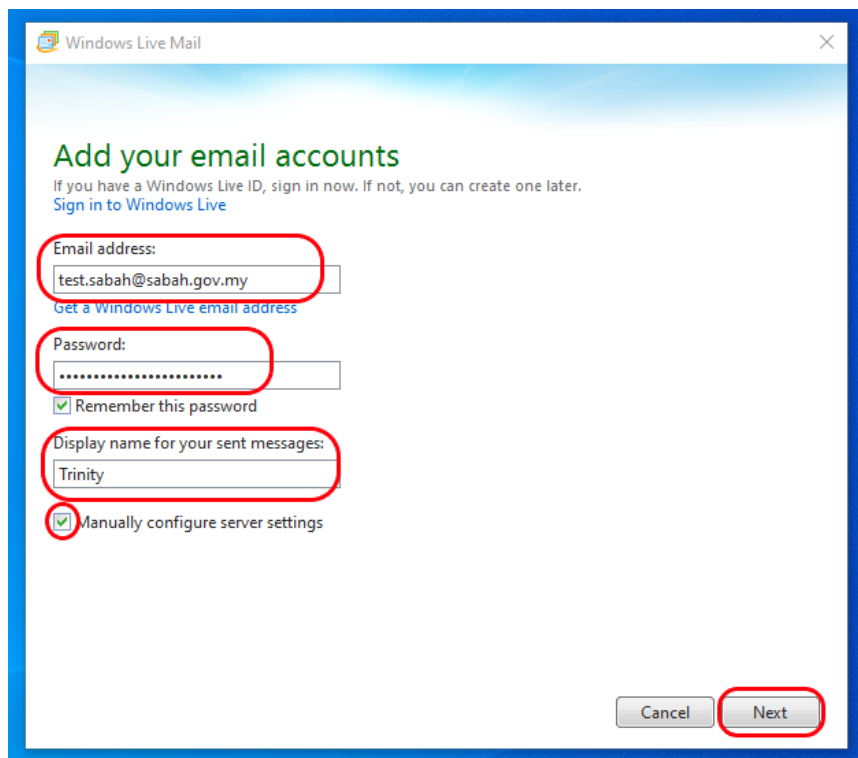 Windows Live Mail
Add your email accounts
If you have a Windows Live ID, sign in now. If not, you can create one later.
Sign in to Windows Live
Email address:
test.sabah@sabah.gov.my
Get a Windows Live email address
Password:
••••••••••••••••••••••••
Remember this password
Display name for your sent messages:
Trinity
Manually configure server settings
Cancel Next